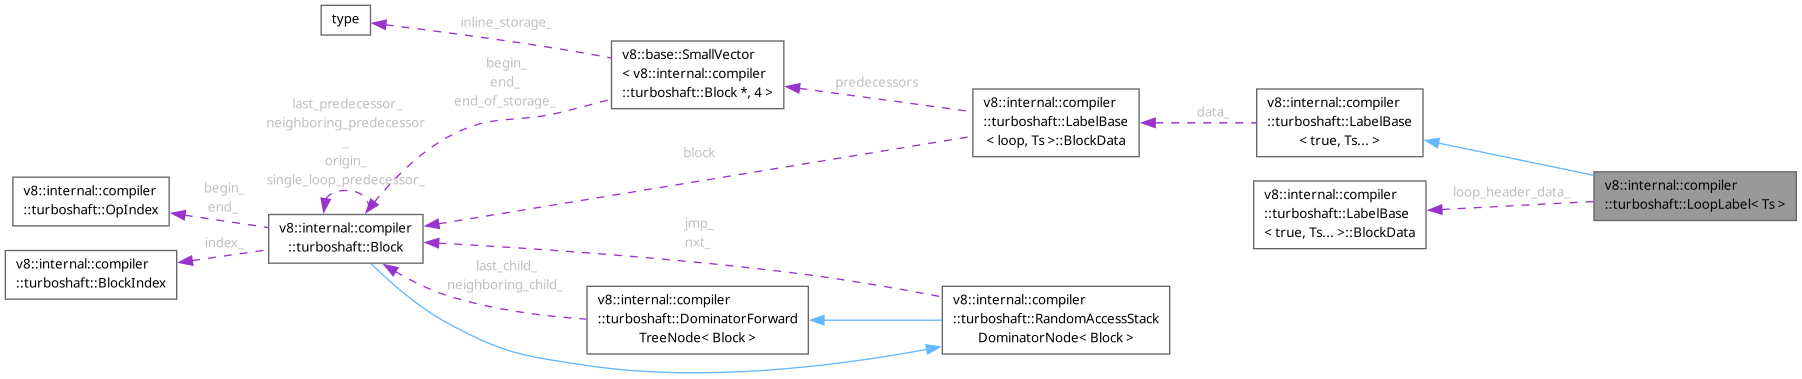 type
inline_storage_
v8::base::SmallVector
< v8::internal::compiler
::turboshaft::Block *, 4 >
begin_
end_
end_of_storage_
predecessors
v8::internal::compiler
::turboshaft::LabelBase
< loop, Ts >::BlockData
data_
v8::internal::compiler
::turboshaft::LabelBase
< true, Ts... >
last_predecessor_
neighboring_predecessor
_
origin_
single_loop_predecessor_
block
v8::internal::compiler
::turboshaft::OpIndex
begin_
end_
v8::internal::compiler
::turboshaft::LabelBase
< true, Ts... >::BlockData
loop_header_data_
v8::internal::compiler
::turboshaft::LoopLabel< Ts >
v8::internal::compiler
::turboshaft::Block
jmp_
nxt_
v8::internal::compiler
::turboshaft::BlockIndex
index_
last_child_
neighboring_child_
v8::internal::compiler
::turboshaft::DominatorForward
TreeNode< Block >
v8::internal::compiler
::turboshaft::RandomAccessStack
DominatorNode< Block >